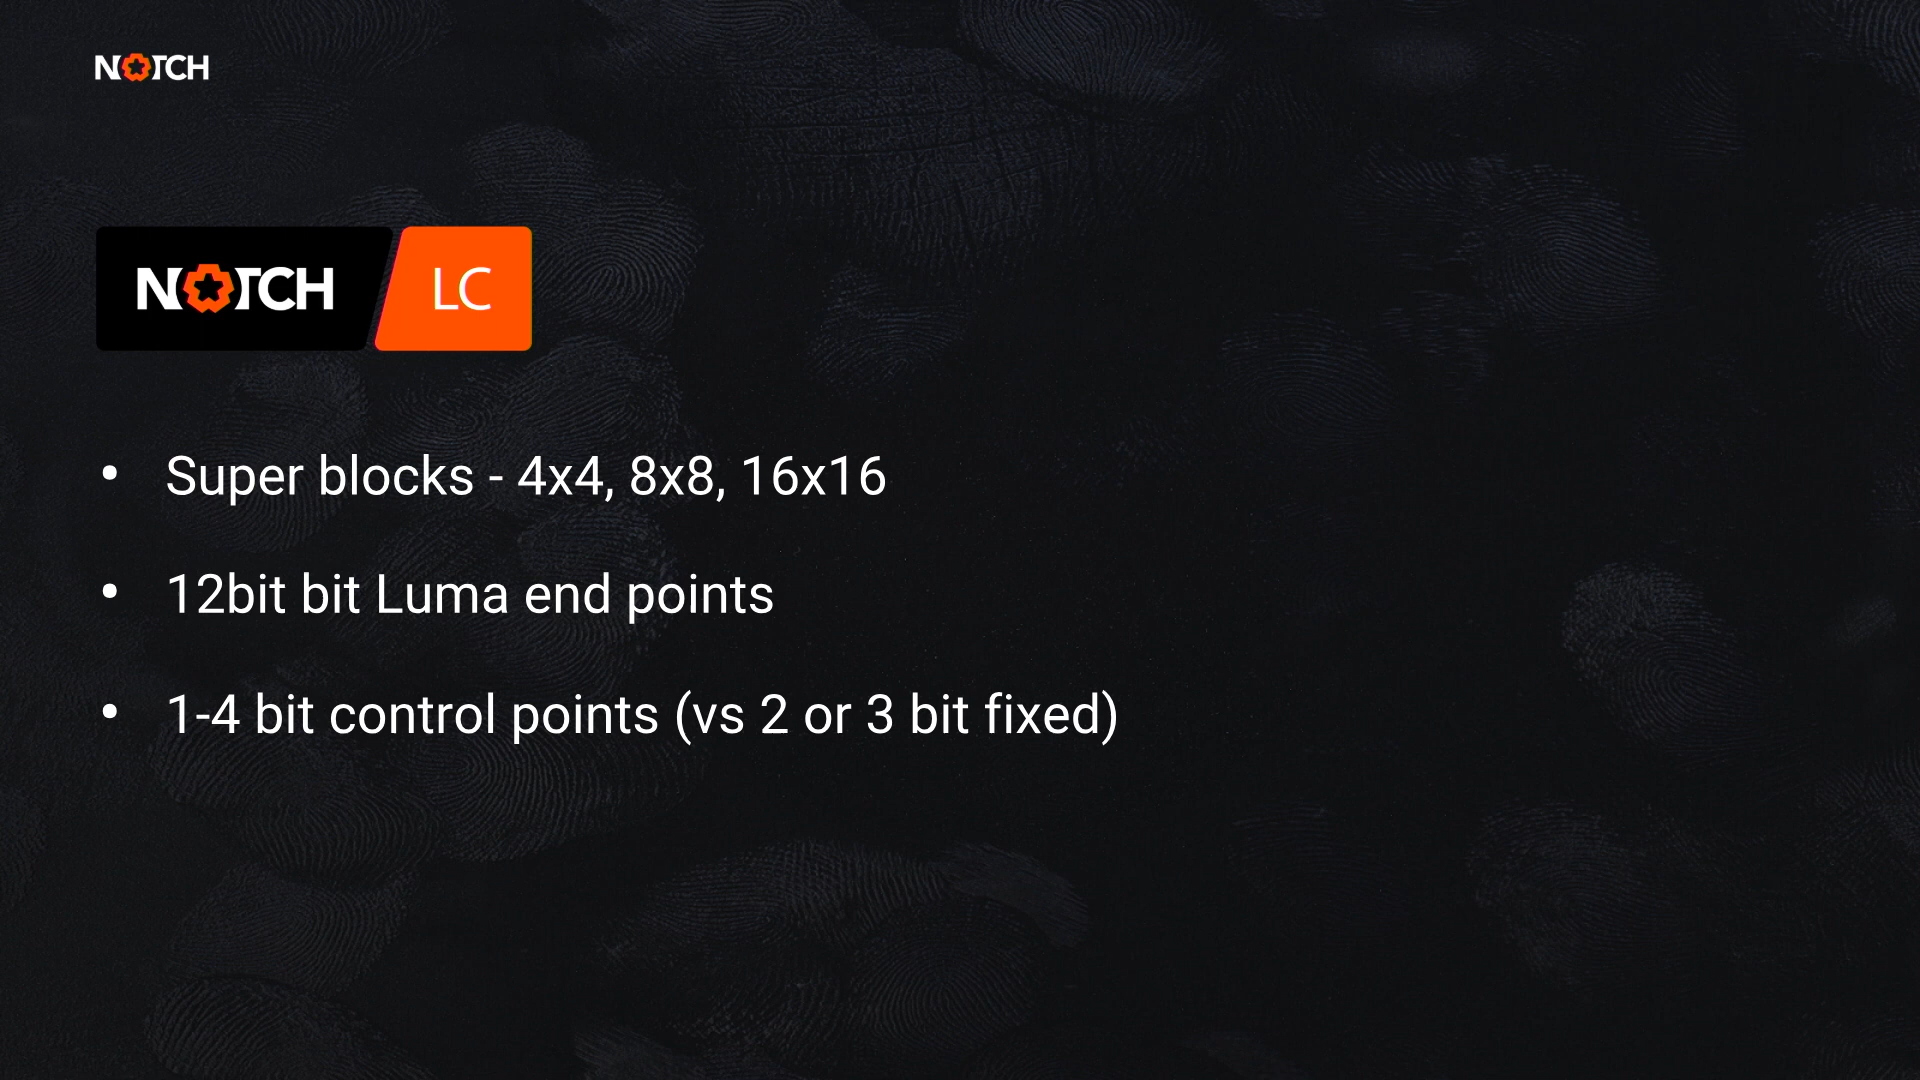 NOTCH
NOTCH LC
• Super blocks - 4x4, 8x8, 16x16
• 12bit bit Luma end points
• 1-4 bit control points (vs 2 or 3 bit fixed)